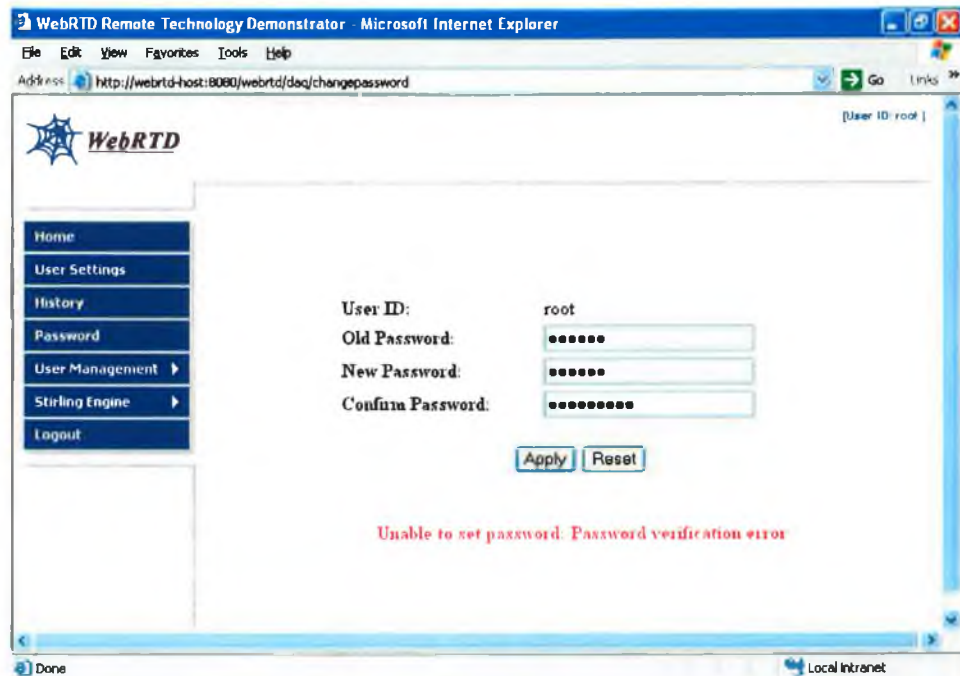 WebRTD Remote Technology Demonstrator - Microsoft Internet Explorer
File Edit View Favorites Tools Help
Address http://webrtd-host:8080/webrtd/daq/changepassword Go Links »
[User ID: root ]
WebRTD
Home
User Settings
History
Password
User Management
Stirling Engine
Logout
User ID: root
Old Password: ●●●●●●
New Password: ●●●●●●
Confirm Password: ●●●●●●●●●
Apply Reset
Unable to set password: Password verification error
Done Local intranet